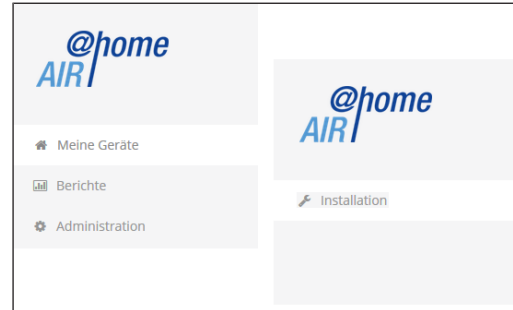 @home
AIR
Meine Geräte
Berichte
Administration
@home
AIR
Installation